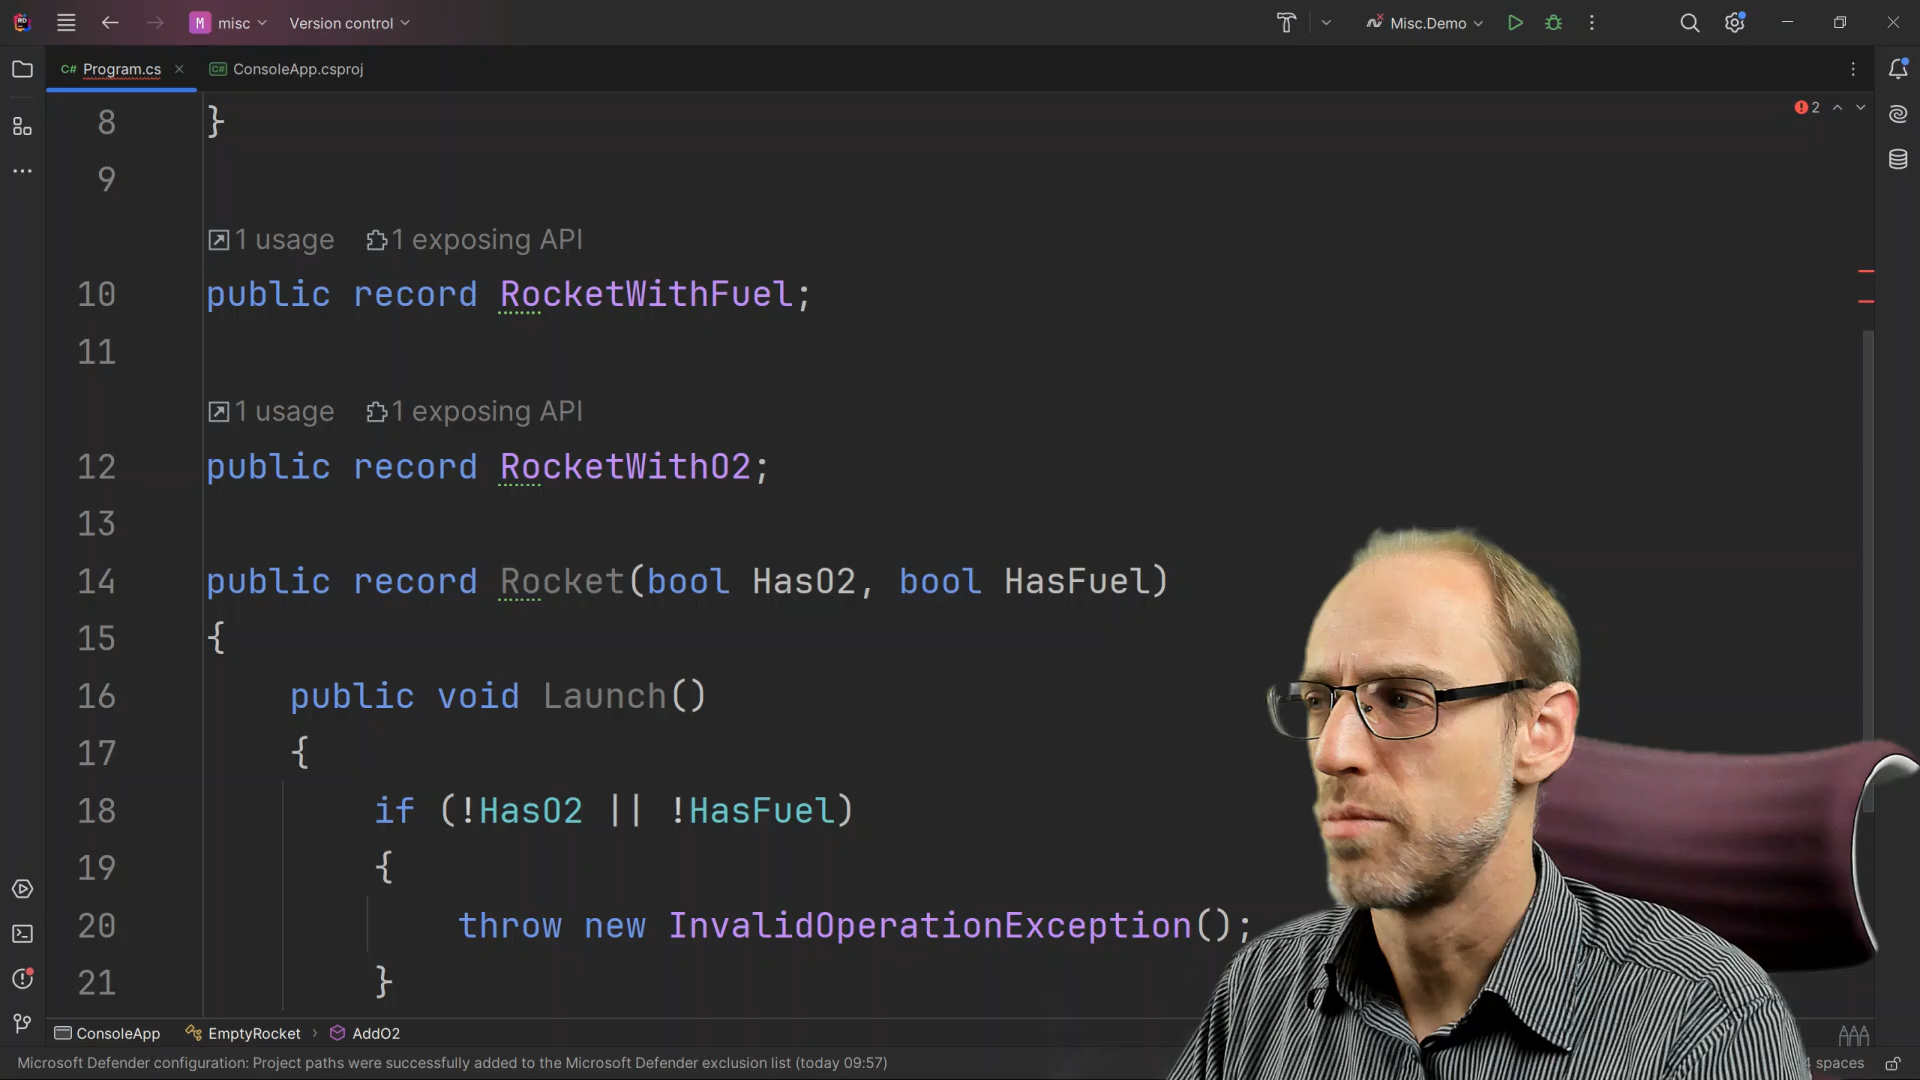 M misc Version control Misc.Demo
C# Program.cs C# ConsoleApp.csproj
8 }
2
9
1 usage 1 exposing API
10 public record RocketWithFuel;
11
1 usage 1 exposing API
12 public record RocketWithO2;
13
14 public record Rocket(bool HasO2, bool HasFuel)
15 {
16 public void Launch()
17 {
18 if (!HasO2 || !HasFuel)
19 {
20 throw new InvalidOperationException();
21 }
ConsoleApp EmptyRocket › AddO2
Microsoft Defender configuration: Project paths were successfully added to the Microsoft Defender exclusion list (today 09:57) spaces